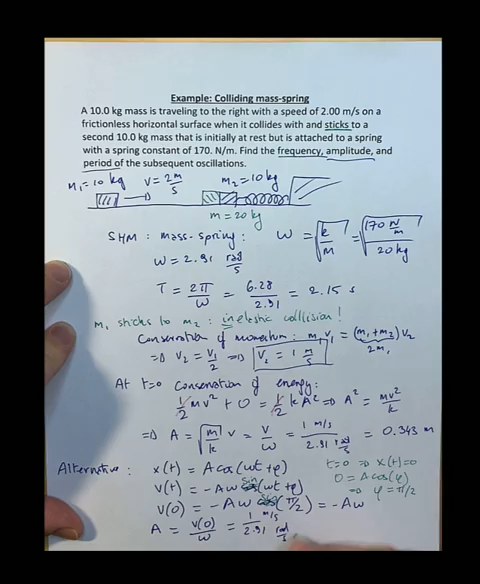 Example: Colliding mass-spring
A 10.0 kg mass is traveling to the right with a speed of 2.00 m/s on a
frictionless horizontal surface when it collides with and sticks to a
second 10.0 kg mass that is initially at rest but is attached to a spring
with a spring constant of 170. N/m. Find the frequency, amplitude, and
period of the subsequent oscillations.
m₁=10 kg v=2 m/s m₂=10 kg
m=20 kg
SHM: mass-spring: ω = √(k/m) = √(170 N/m / 20 kg)
ω = 2.91 rad/s
T = 2π/ω = 6.28/2.91 = 2.15 s
m₁ sticks to m₂ : inelastic collision!
Conservation of momentum: m₁v₁ = (m₁+m₂)v₂
2m₁
⇒ v₂ = v₁/2 ⇒ v₂ = 1 m/s
At t=0 conservation of energy:
½mv² + 0 = ½kA² ⇒ A² = mv²/k
⇒ A = √(m/k) v = v/ω = 1 m/s / 2.91 rad/s = 0.343 m
Alternative: x(t) = A cos(ωt+φ) t=0 ⇒ x(t)=0
v(t) = -Aω sin(ωt+φ) 0 = A cos(φ)
⇒ φ = π/2
v(0) = -Aω sin(π/2) = -Aω
A = v(0)/ω = 1 m/s / 2.91 rad/s